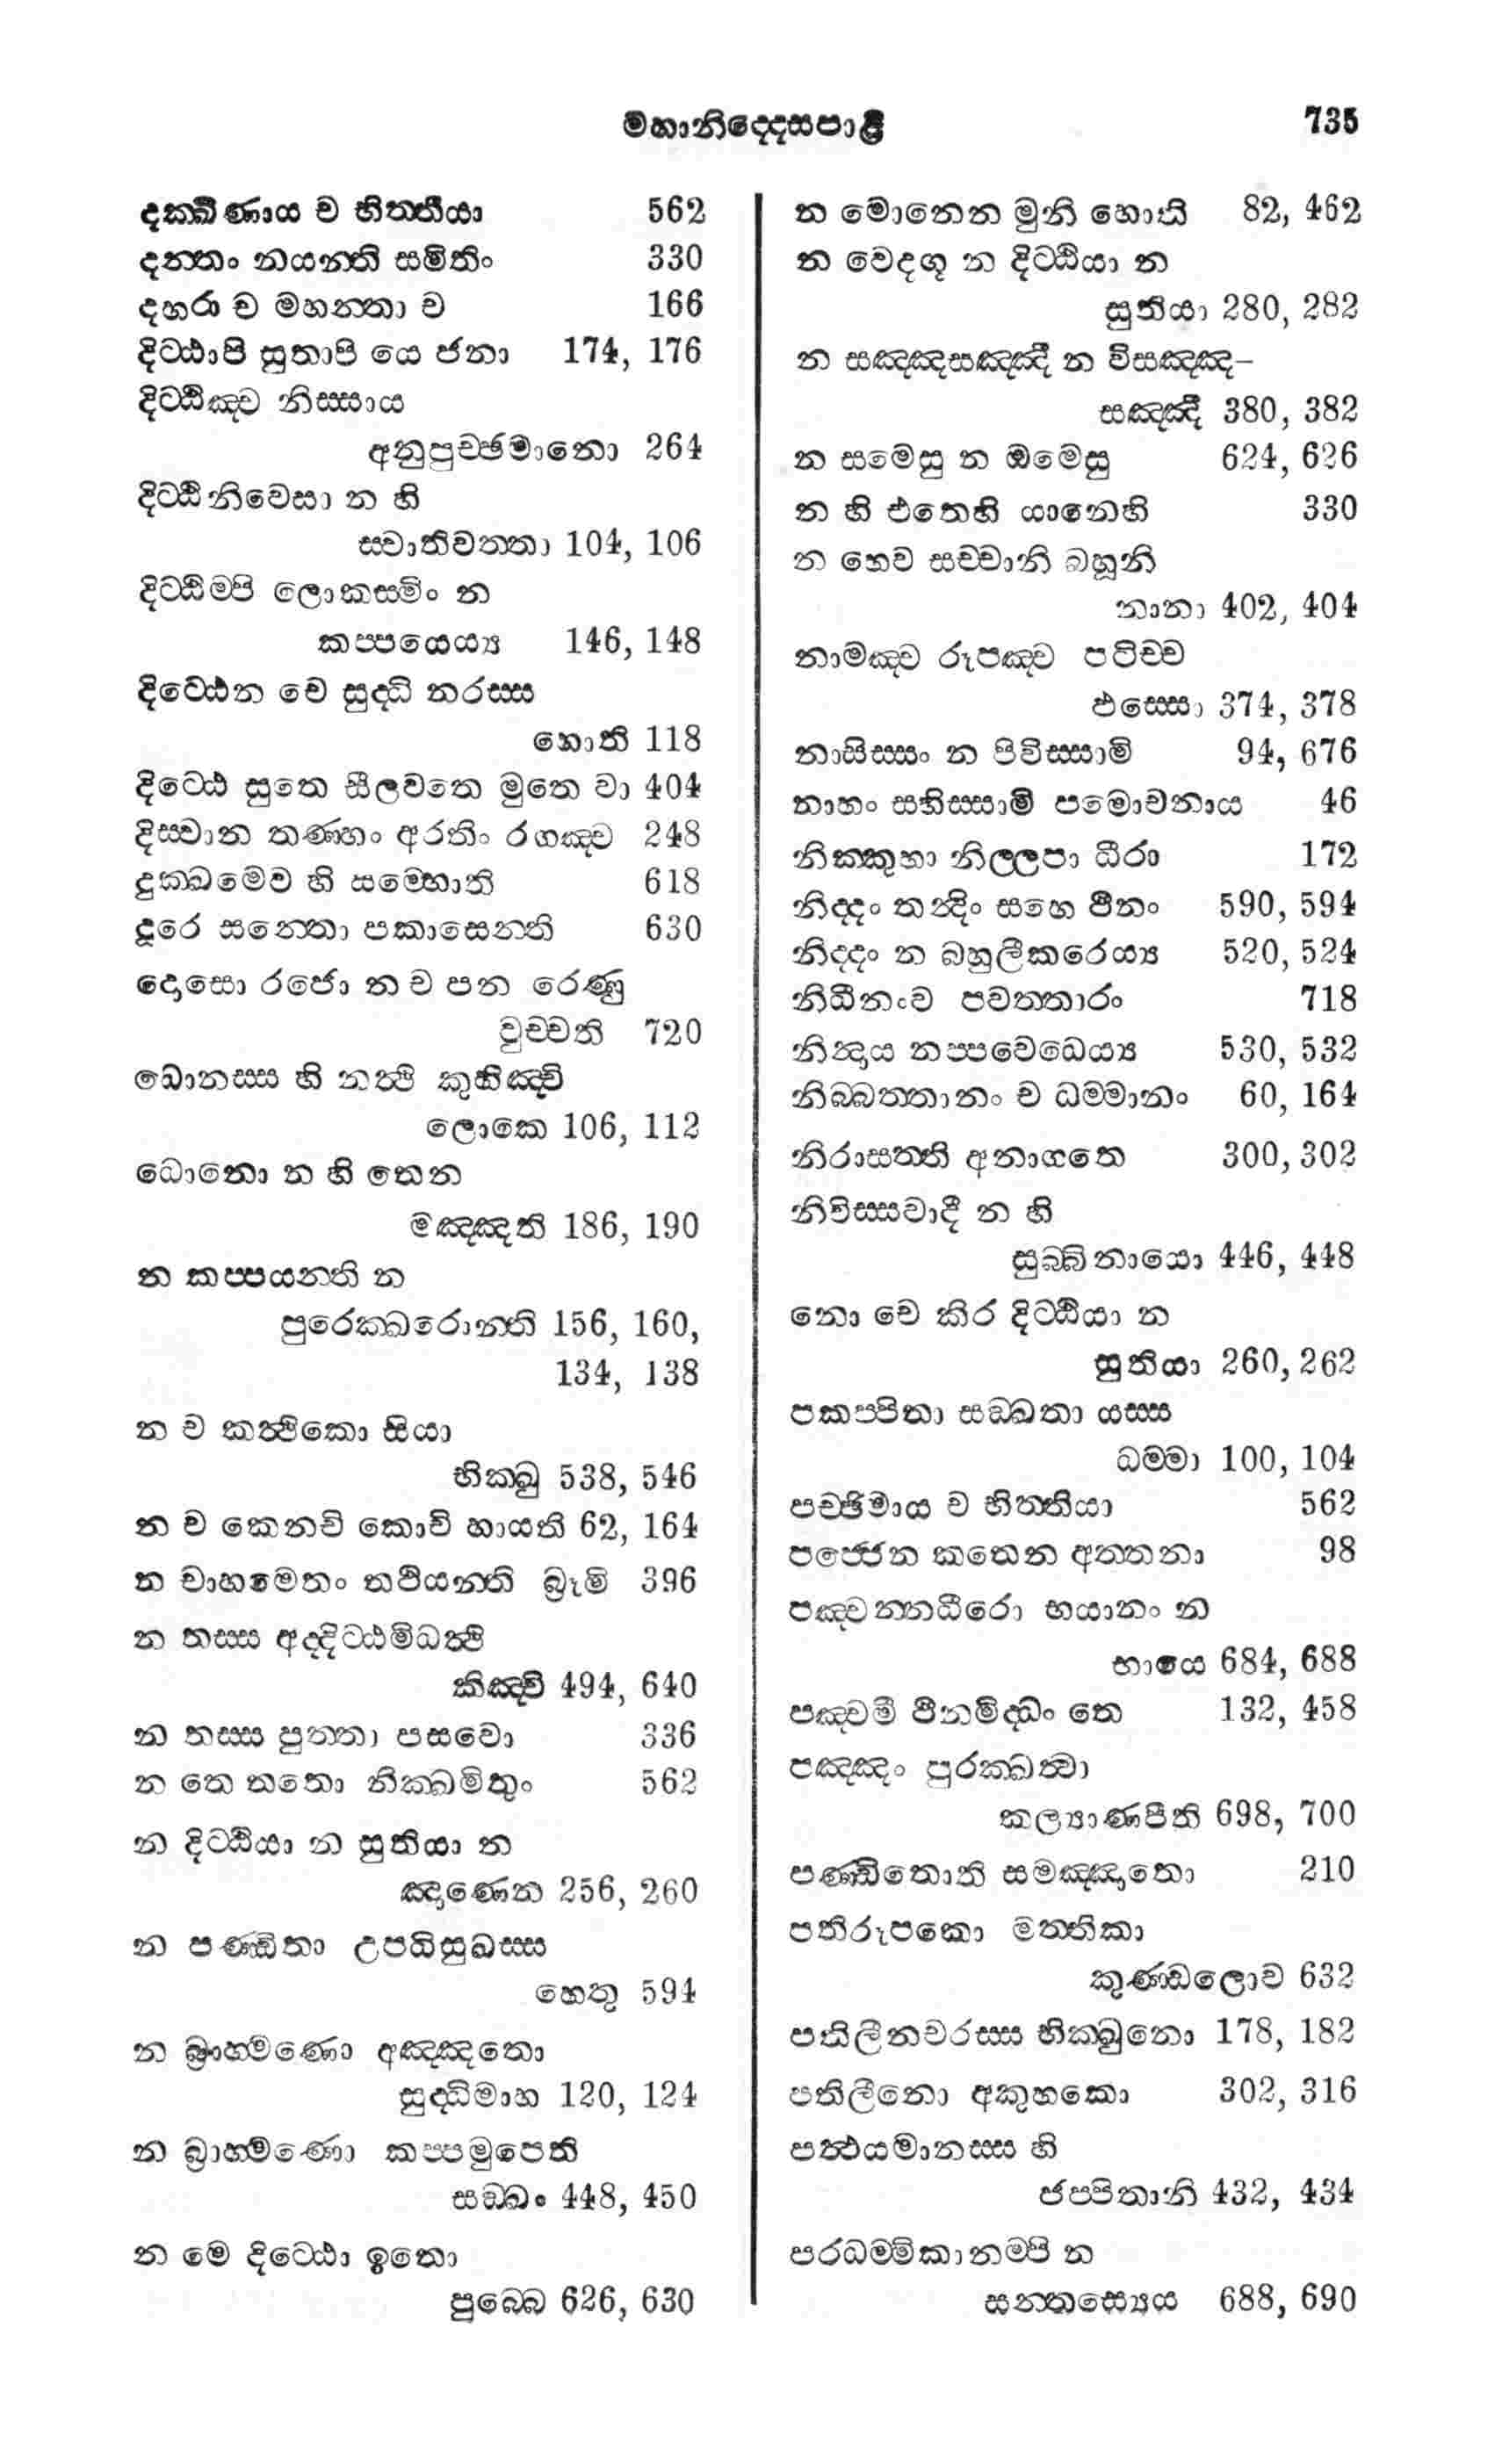 මහානිද්දෙසපාළි 735
දක්ඛිණාය ච භිත්තියා 562
දන්තං නයන්ති සමිතිං 330
දහරා ච මහන්තා ච 166
දිට්ඨාපි සුතාපි යෙ ජනා 174, 176
දිට්ඨිඤ්ච නිස්සාය
අනුපුච්ඡමානො 264
දිට්ඨිනිවෙසා න හි
ස්වාතිවත්තා 104, 106
දිට්ඨිම්පි ලොකස්මිං න
කප්පයෙය්‍ය 146, 148
දිට්ඨෙන චෙ සුද්ධි නරස්ස
හොති 118
දිට්ඨෙ සුතෙ සීලවතෙ මුතෙ වා 404
දිස්වාන තණ්හං අරතිං රගඤ්ච 248
දුක්ඛමෙව හි සම්භොති 618
දූරෙ සන්තො පකාසෙන්ති 630
දොසො රජො න ච පන රෙණු
වුච්චති 720
ධොනස්ස හි නත්ථි කුහිඤ්චි
ලොකෙ 106, 112
ධොනො න හි තෙන
මඤ්ඤති 186, 190
න කප්පයන්ති න
පුරෙක්ඛරොන්ති 156, 160,
134, 138
න ච කත්ථිකො සියා
භික්ඛු 538, 546
න ච කෙනචි කොචි හායති 62, 164
න චාහමෙතං තථියන්ති බ්‍රූමි 396
න තස්ස අද්දිට්ඨමිධත්ථි
කිඤ්චි 494, 640
න තස්ස පුත්තා පසවො 336
න තෙ තතො නික්ඛමිතුං 562
න දිට්ඨියා න සුතියා න
ඤාණෙන 256, 260
න පණ්ඩිතා උපධිසුඛස්ස
හෙතු 594
න බ්‍රාහ්මණො අඤ්ඤතො
සුද්ධිමාහ 120, 124
න බ්‍රාහ්මණො කප්පමුපෙති
සඞ්ඛං 448, 450
න මෙ දිට්ඨො ඉතො
පුබ්බෙ 626, 630
න මොනෙන මුනි හොති 82, 462
න වෙදගූ න දිට්ඨියා න
සුතියා 280, 282
න සඤ්ඤසඤ්ඤී න විසඤ්ඤ-
සඤ්ඤී 380, 382
න සමෙසු න ඔමෙසු 624, 626
න හි එතෙහි යානෙහි 330
න හෙව සච්චානි බහූනි
නානා 402, 404
නාමඤ්ච රූපඤ්ච පටිච්ච
ඵස්සො 374, 378
නාසිස්සං න පිවිස්සාමි 94, 676
නාහං සහිස්සාමි පමොචනාය 46
නික්කුහා නිල්ලපා ධීරා 172
නිද්දං තන්දිං සහෙ ථීනං 590, 594
නිද්දං න බහුලීකරෙය්‍ය 520, 524
නිධීනංව පවත්තාරං 718
නින්දාය නප්පවෙධෙය්‍ය 530, 532
නිබ්බත්තානං ච ධම්මානං 60, 164
නිරාසත්ති අනාගතෙ 300, 302
නිවිස්සවාදී න හි
සුබ්බිනායො 446, 448
නො චෙ කිර දිට්ඨියා න
සුතියා 260, 262
පකප්පිතා සඞ්ඛතා යස්ස
ධම්මා 100, 104
පච්ඡිමාය ච භිත්තියා 562
පජ්ජෙන කතෙන අත්තනා 98
පඤ්චන්නධීරො භයානං න
භායෙ 684, 688
පඤ්චමී ථීනමිද්ධං තෙ 132, 458
පඤ්ඤං පුරක්ඛත්වා
කල්‍යාණපීති 698, 700
පණ්ඩිතොති සමඤ්ඤාතො 210
පතිරූපකො මත්තිකා
කුණ්ඩලොව 632
පතිලීනචරස්ස භික්ඛුනො 178, 182
පතිලීනො අකුහකො 302, 316
පත්ථයමානස්ස හි
ජප්පිතානි 432, 434
පරධම්මිකානම්පි න
සන්තස්යෙය 688, 690